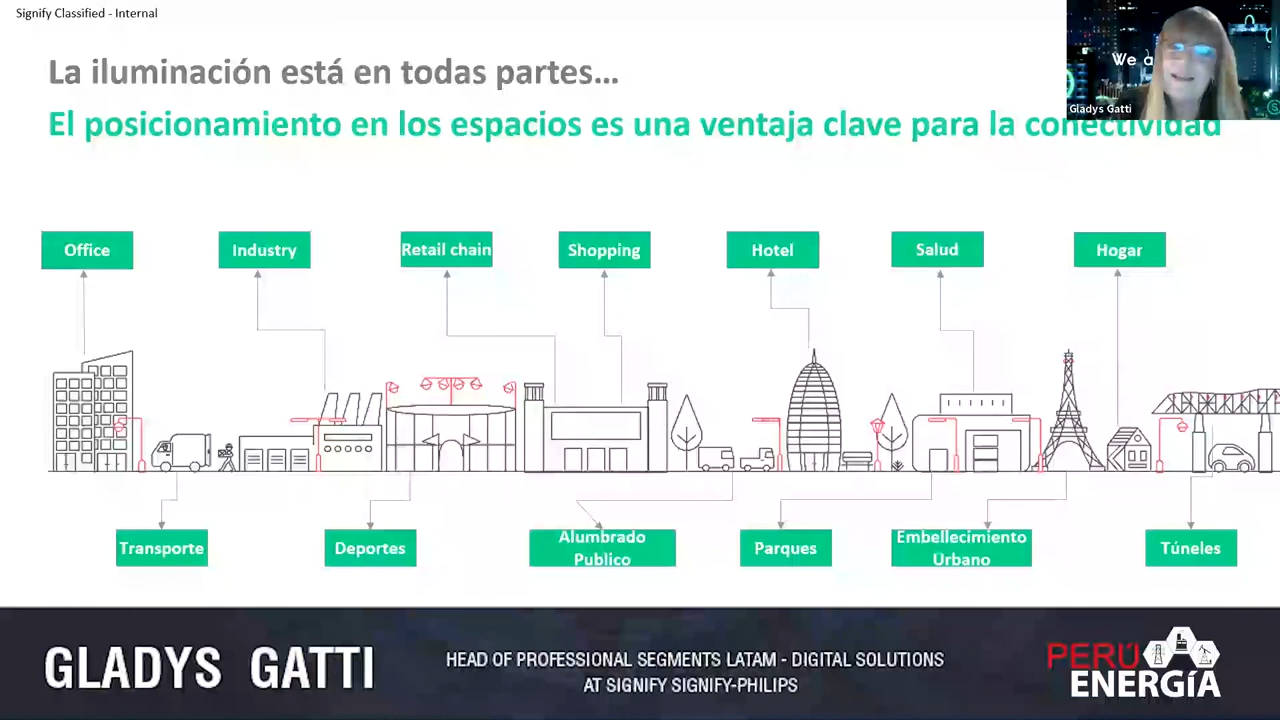 Signify Classified - Internal
La iluminación está en todas partes...
El posicionamiento en los espacios es una ventaja clave para la conectividad
We a
Gladys Gatti
Office
Industry
Retail chain
Shopping
Hotel
Salud
Hogar
Transporte
Deportes
Alumbrado
Publico
Parques
Embellecimiento
Urbano
Túneles
GLADYS GATTI
HEAD OF PROFESSIONAL SEGMENTS LATAM - DIGITAL SOLUTIONS
AT SIGNIFY SIGNIFY-PHILIPS
PERÚ
ENERGíA